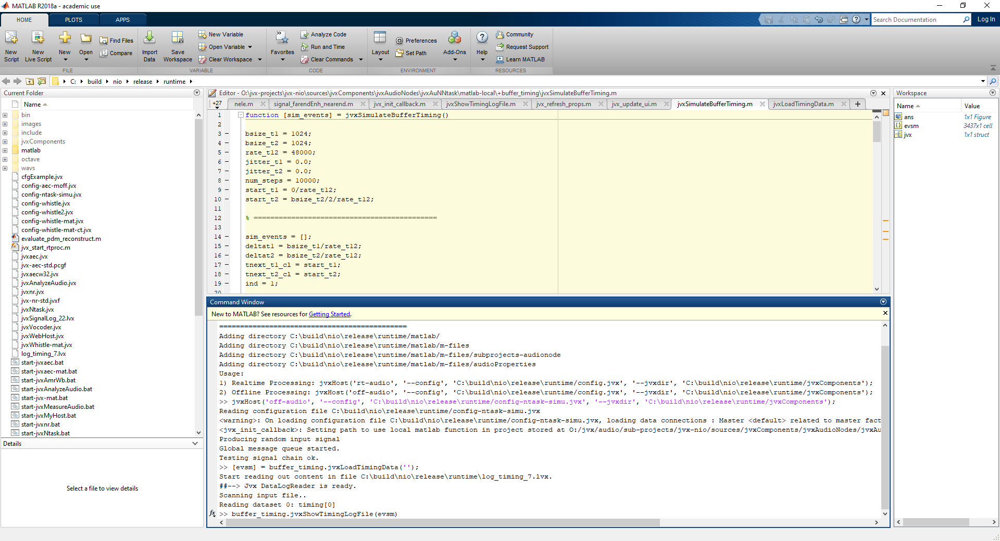 MATLAB R2018a - academic use
HOME PLOTS APPS
Search Documentation
Log In
New Script
New Live Script
New
Open
Find Files
Compare
Import Data
Save Workspace
New Variable
Open Variable
Clear Workspace
Favorites
Analyze Code
Run and Time
Clear Commands
Layout
Preferences
Set Path
Add-Ons
Help
Community
Request Support
Learn MATLAB
FILE VARIABLE CODE ENVIRONMENT RESOURCES
C: build nio release runtime
Current Folder
Name
bin
images
include
jvxComponents
matlab
octave
wavs
cfgExample.jvx
config-aec-moff.jvx
config-ntask-simu.jvx
config-whistle.jvx
config-whistle2.jvx
config-whistle-mat.jvx
config-whistle-mat-ct.jvx
evaluate_pdm_reconstruct.m
jvx_start_rtproc.m
jvxaec.jvx
jvx-aec-std.pcgf
jvxaecw32.jvx
jvxAnalyzeAudio.jvx
jvxnr.jvx
jvx-nr-std.jvxf
jvxNtask.jvx
jvxSignalLog_22.lvx
jvxVocoder.jvx
jvxWebHost.jvx
jvxWhistle-mat.jvx
log_timing_7.lvx
start-jvxaec.bat
start-jvxaec-mat.bat
start-jvxAmrWb.bat
start-jvxAnalyzeAudio.bat
start-jvx-mat.bat
start-jvxMeasureAudio.bat
start-jvxMyHost.bat
start-jvxnr.bat
start-jvxNtask.bat
Details
Select a file to view details
Editor - O:\jvx-projects\jvx-nio\sources\jvxComponents\jvxAudioNodes\jvxAuNNtask\matlab-local\+buffer_timing\jvxSimulateBufferTiming.m
+27 nele.m signal_farendEnh_nearend.m jvx_init_callback.m jvxShowTimingLogFile.m jvx_refresh_props.m jvx_update_ui.m jvxSimulateBufferTiming.m jvxLoadTimingData.m +
1 function [sim_events] = jvxSimulateBufferTiming()
2
3 – bsize_t1 = 1024;
4 – bsize_t2 = 1024;
5 – rate_t12 = 48000;
6 – jitter_t1 = 0.0;
7 – jitter_t2 = 0.0;
8 – num_steps = 10000;
9 – start_t1 = 0/rate_t12;
10 – start_t2 = bsize_t2/2/rate_t12;
11
12 % ============================================
13
14 – sim_events = [];
15 – deltat1 = bsize_t1/rate_t12;
16 – deltat2 = bsize_t2/rate_t12;
17 – tnext_t1_cl = start_t1;
18 – tnext_t2_cl = start_t2;
19 – ind = 1;
20
Command Window
New to MATLAB? See resources for Getting Started.
=============================================
Adding directory C:\build\nio\release\runtime/matlab/
Adding directory C:\build\nio\release\runtime/matlab/m-files
Adding directory C:\build\nio\release\runtime/matlab/m-files/subprojects-audionode
Adding directory C:\build\nio\release\runtime/matlab/m-files/audioProperties
Usage:
1) Realtime Processing: jvxHost('rt-audio', '--config', 'C:\build\nio\release\runtime/config.jvx', '--jvxdir', 'C:\build\nio\release\runtime/jvxComponents');
2) Offline Processing: jvxHost('off-audio', '--config', 'C:\build\nio\release\runtime/config.jvx', '--jvxdir', 'C:\build\nio\release\runtime/jvxComponents');
>> jvxHost('off-audio', '--config', 'C:\build\nio\release\runtime/config-ntask-simu.jvx', '--jvxdir', 'C:\build\nio\release\runtime/jvxComponents');
Reading configuration file C:\build\nio\release\runtime/config-ntask-simu.jvx
<warning>: On loading configuration file C:\build\nio\release\runtime/config-ntask-simu.jvx, loading data connections : Master <default> related to master fact
<jvx_init_callback>: Setting path to use local matlab function in project stored at O:/jvx/audio/sub-projects/jvx-nio/sources/jvxComponents/jvxAudioNodes/jvxAu
Producing random input signal
Global message queue started.
Testing signal chain ok.
>> [evsm] = buffer_timing.jvxLoadTimingData('');
Start reading out content in file C:\build\nio\release\runtime\log_timing_7.lvx.
##--> Jvx DataLogReader is ready.
Scanning input file..
Reading dataset 0: timing[0]
fx >> buffer_timing.jvxShowTimingLogFile(evsm)
Workspace
Name Value
ans 1x1 Figure
evsm 3437x1 cell
jvx 1x1 struct